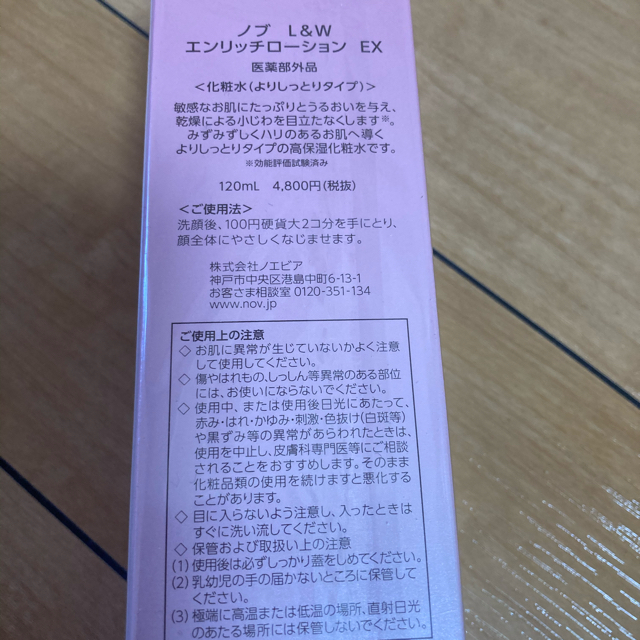 ノブ L&W
エンリッチローション EX
医薬部外品
<化粧水(よりしっとりタイプ)>
敏感なお肌にたっぷりとうるおいを与え、
乾燥による小じわを目立たなくします※。
みずみずしくハリのあるお肌へ導く
よりしっとりタイプの高保湿化粧水です。
※効能評価試験済み
120mL 4,800円(税抜)
<ご使用法>
洗顔後、100円硬貨大2コ分を手にとり、
顔全体にやさしくなじませます。
株式会社ノエビア
神戸市中央区港島中町6-13-1
お客さま相談室 0120-351-134
www.nov.jp
ご使用上の注意
◇ お肌に異常が生じていないかよく注意
して使用してください。
◇ 傷やはれもの、しっしん等異常のある部位
には、お使いにならないでください。
◇ 使用中、または使用後日光にあたって、
赤み・はれ・かゆみ・刺激・色抜け(白斑等)
や黒ずみ等の異常があらわれたときは、
使用を中止し、皮膚科専門医等にご相談
されることをおすすめします。そのまま
化粧品類の使用を続けますと悪化する
ことがあります。
◇ 目に入らないよう注意し、入ったときは
すぐに洗い流してください。
◇ 保管および取扱い上の注意
(1) 使用後は必ずしっかり蓋をしめてください。
(2) 乳幼児の手の届かないところに保管して
ください。
(3) 極端に高温または低温の場所、直射日光
のあたる場所には保管しないでください。